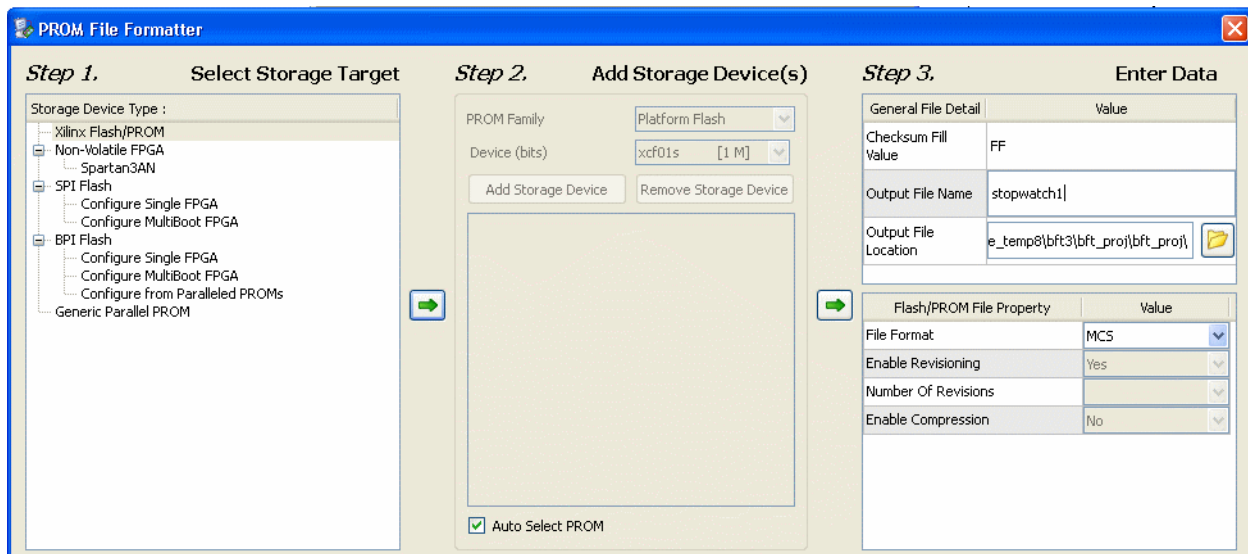 PROM File Formatter
Step 1. Select Storage Target
Storage Device Type :
Xilinx Flash/PROM
Non-Volatile FPGA
Spartan3AN
SPI Flash
Configure Single FPGA
Configure MultiBoot FPGA
BPI Flash
Configure Single FPGA
Configure MultiBoot FPGA
Configure from Paralleled PROMs
Generic Parallel PROM
Step 2. Add Storage Device(s)
PROM Family Platform Flash
Device (bits) xcf01s [1 M]
Add Storage Device Remove Storage Device
Auto Select PROM
Step 3. Enter Data
General File Detail Value
Checksum Fill
Value
FF
Output File Name stopwatch1
Output File
Location
e_temp8\bft3\bft_proj\bft_proj\
Flash/PROM File Property Value
File Format MCS
Enable Revisioning Yes
Number Of Revisions
Enable Compression No